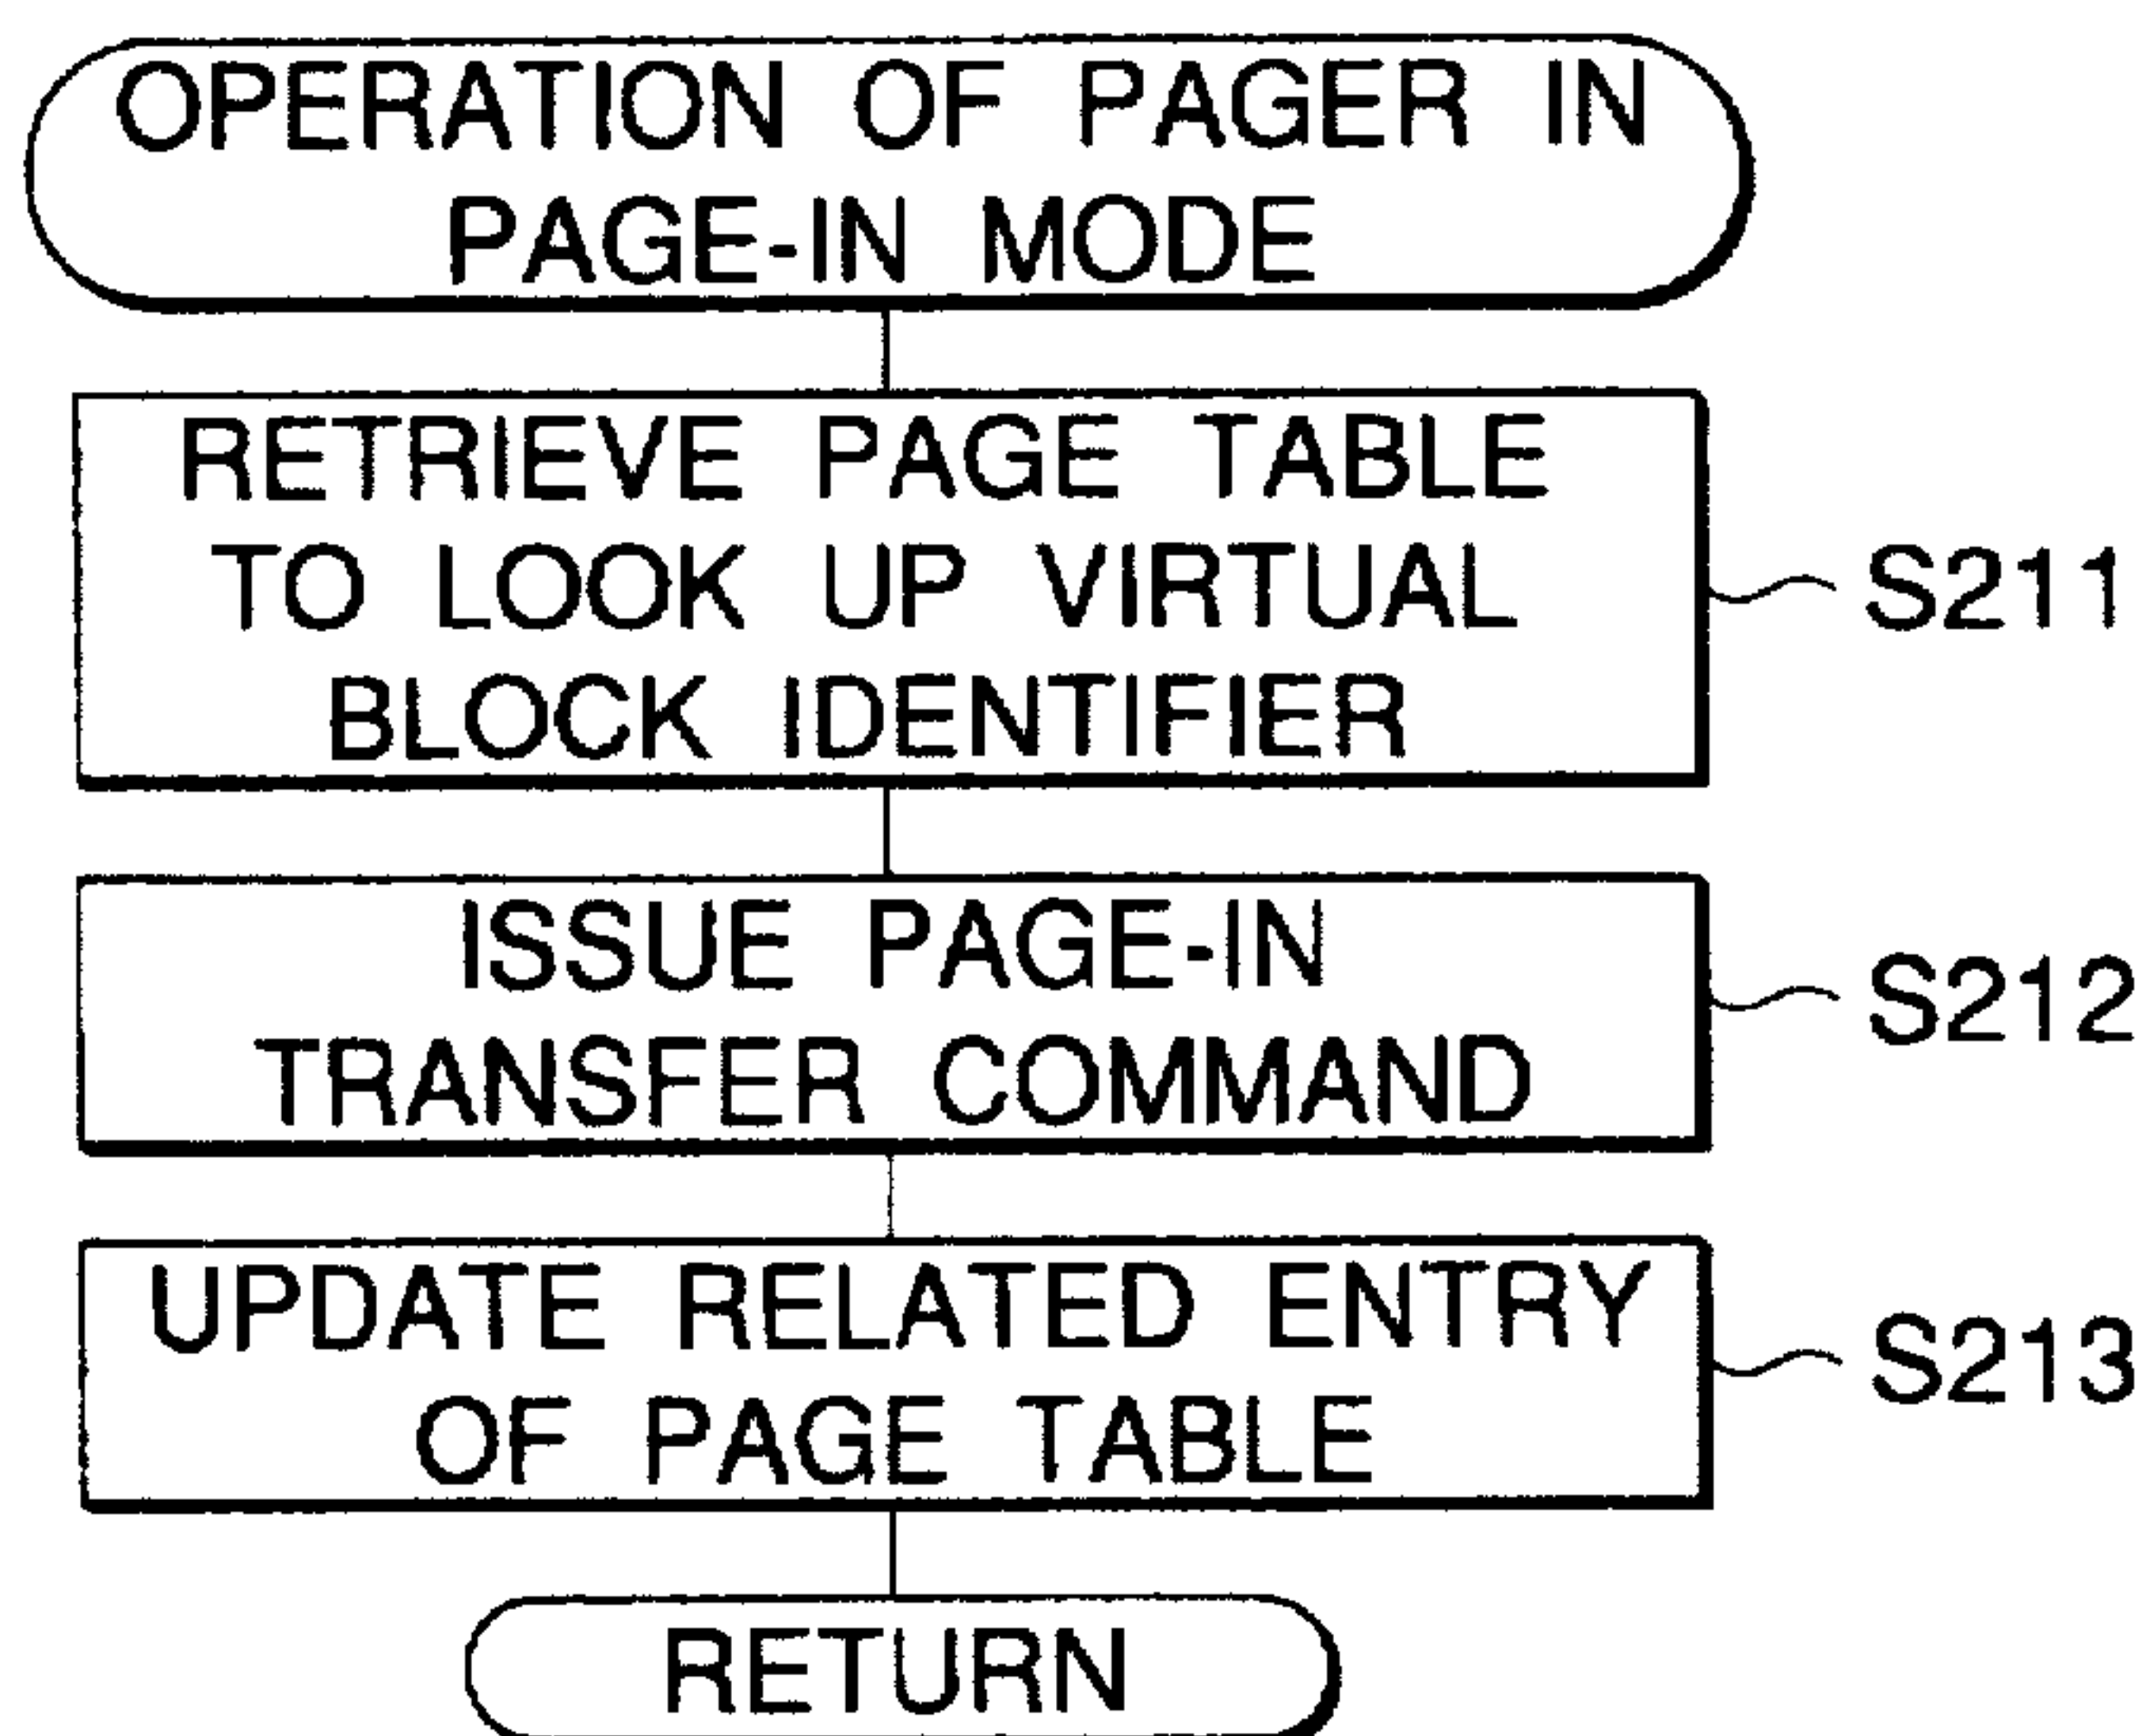 OPERATION OF PAGER IN
PAGE-IN MODE
RETRIEVE PAGE TABLE
TO LOOK UP VIRTUAL
BLOCK IDENTIFIER
S211
ISSUE PAGE-IN
TRANSFER COMMAND
S212
UPDATE RELATED ENTRY
OF PAGE TABLE
S213
RETURN